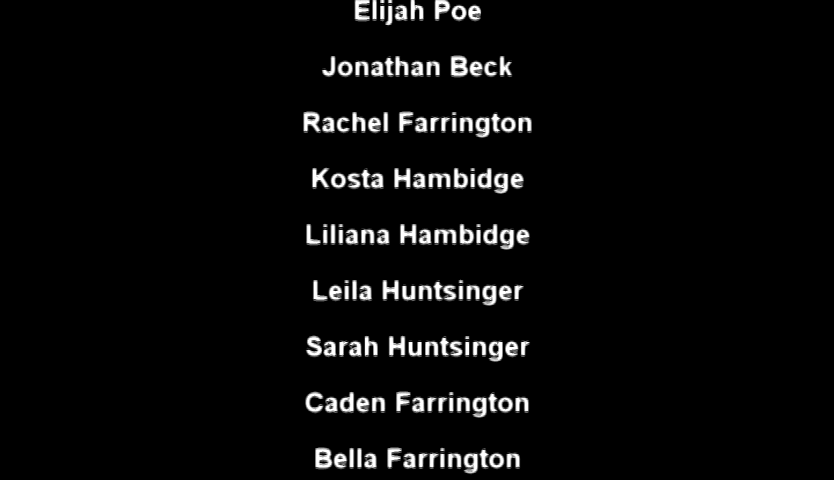 Elijah Poe
Jonathan Beck
Rachel Farrington
Kosta Hambidge
Liliana Hambidge
Leila Huntsinger
Sarah Huntsinger
Caden Farrington
Bella Farrington